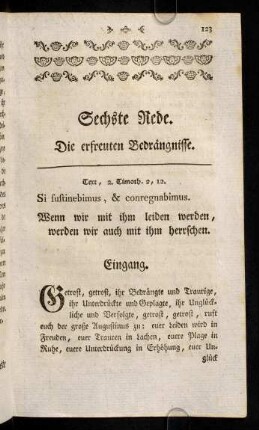 123
Sechste Rede.
Die erfreuten Bedrängnisse.
Text, 2. Timoth. 2, 12.
Si sustinebimus, & conregnabimus.
Wenn wir mit ihm leiden werden,
werden wir auch mit ihm herrschen.
Eingang.
Getrost, getrost, ihr Bedrängte und Traurige,
ihr Unterdrückte und Geplagte, ihr Unglück-
liche und Verfolgte, getrost, getrost, ruft
euch der große Augustinus zu: euer Leiden wird in
Freuden, euer Trauren in Lachen, euere Plage in
Ruhe, euere Unterdrückung in Erhöhung, euer Un-
glück